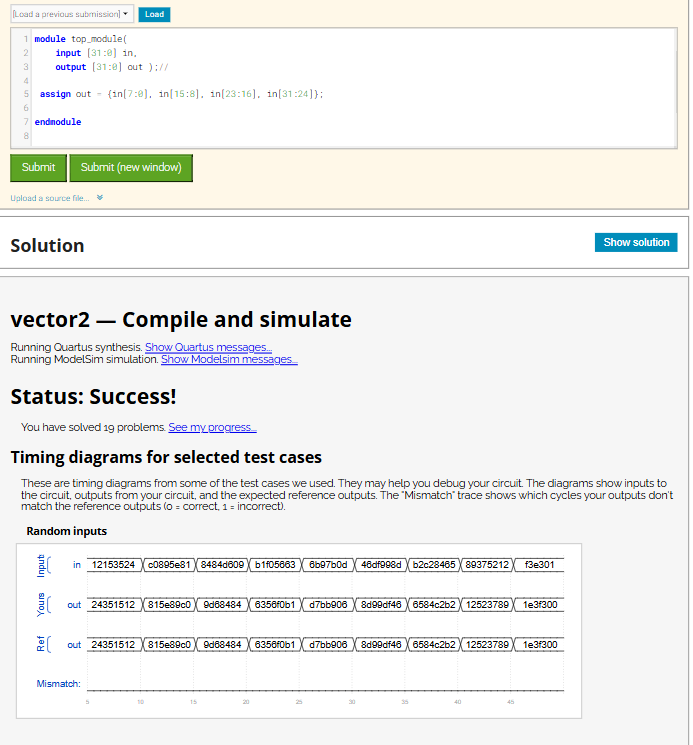 [Load a previous submission]
Load
1 module top_module(
2 input [31:0] in,
3 output [31:0] out );//
4
5 assign out = {in[7:0], in[15:8], in[23:16], in[31:24]};
6
7 endmodule
8
Submit
Submit (new window)
Upload a source file...
Solution
Show solution
vector2 — Compile and simulate
Running Quartus synthesis. Show Quartus messages...
Running ModelSim simulation. Show Modelsim messages...
Status: Success!
You have solved 19 problems. See my progress...
Timing diagrams for selected test cases
These are timing diagrams from some of the test cases we used. They may help you debug your circuit. The diagrams show inputs to
the circuit, outputs from your circuit, and the expected reference outputs. The "Mismatch" trace shows which cycles your outputs don't
match the reference outputs (0 = correct, 1 = incorrect).
Random inputs
Inputs in 12153524 c0895e81 8484d609 b1f05663 6b97b0d 46df998d b2c28465 89375212 f3e301
Yours out 24351512 815e89c0 9d68484 6356f0b1 d7bb906 8d99df46 6584c2b2 12523789 1e3f300
Ref out 24351512 815e89c0 9d68484 6356f0b1 d7bb906 8d99df46 6584c2b2 12523789 1e3f300
Mismatch:
5 10 15 20 25 30 35 40 45